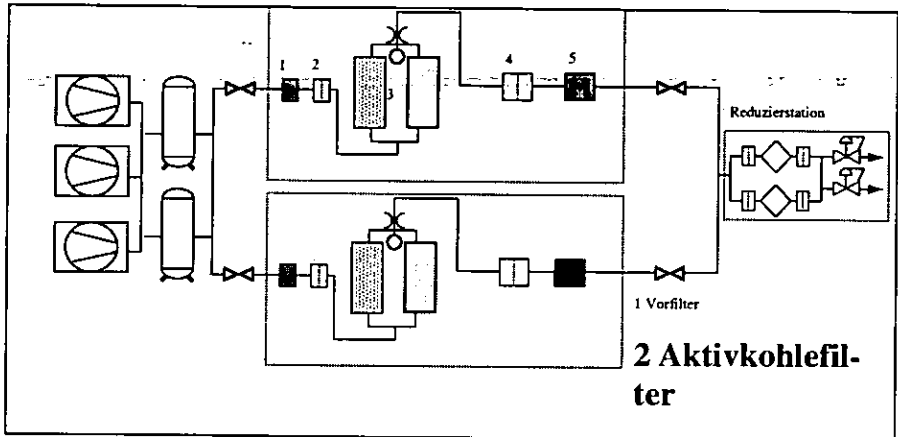 1 2 3 4 5
Reduzierstation
1 Vorfilter
2 Aktivkohlefil-
ter